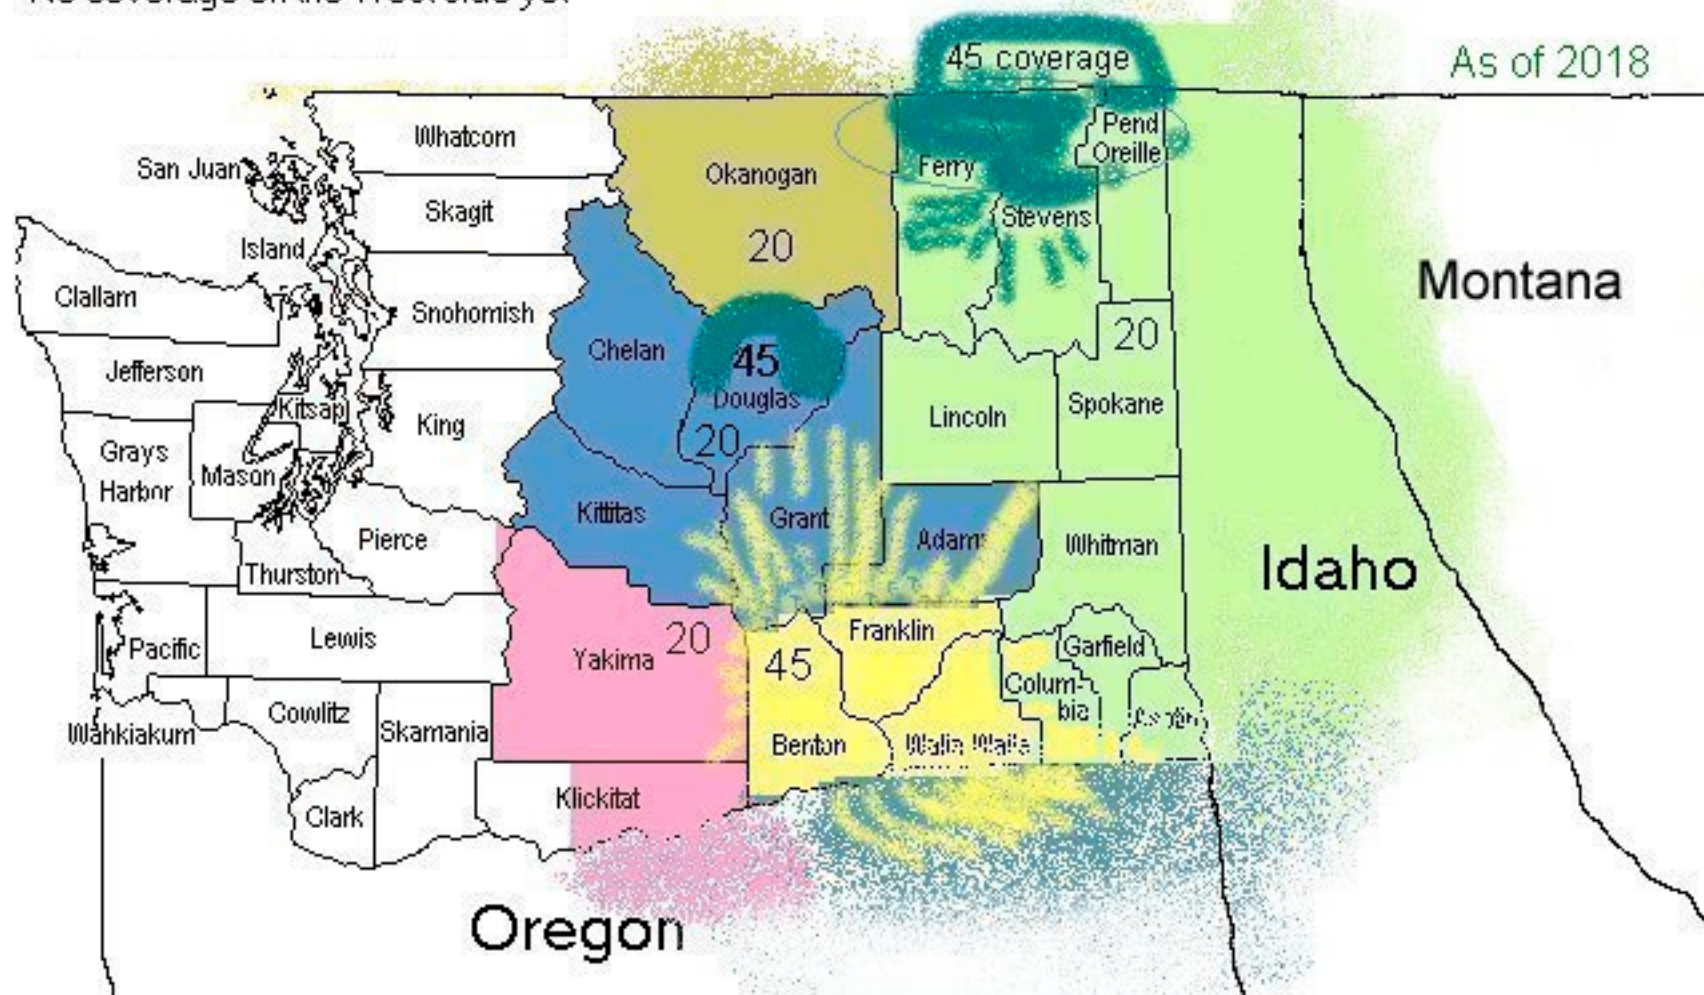 45 coverage
As of 2018
Whatcom
Pend
Oreille
San Juan
Okanogan
Ferry
Skagit
Stevens
Island
20
Montana
Clallam
Snohomish
Chelan
45
20
Jefferson
Douglas
Kitsap
Lincoln
Spokane
King
20
Grays
Harbor
Mason
Kittitas
Grant
Adams
Whitman
Pierce
Thurston
Idaho
Lewis
20
Franklin
Pacific
Yakima
45
Garfield
Colum-
bia
Cowlitz
Skamania
Wahkiakum
Benton
Walla Walla
Klickitat
Clark
Oregon